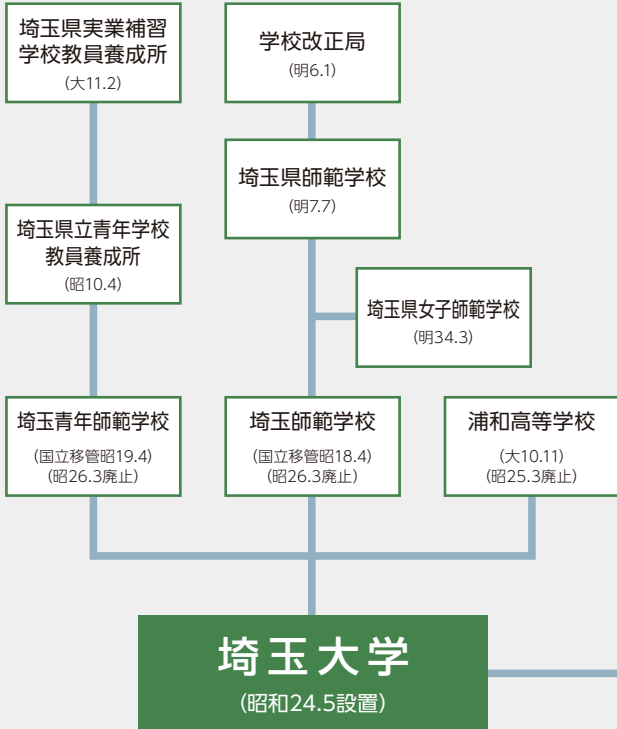 埼玉県実業補習
学校教員養成所
(大11.2)
学校改正局
(明6.1)
埼玉県師範学校
(明7.7)
埼玉県立青年学校
教員養成所
(昭10.4)
埼玉県女子師範学校
(明34.3)
埼玉青年師範学校
(国立移管昭19.4)
(昭26.3廃止)
埼玉師範学校
(国立移管昭18.4)
(昭26.3廃止)
浦和高等学校
(大10.11)
(昭25.3廃止)
埼玉大学
(昭和24.5設置)